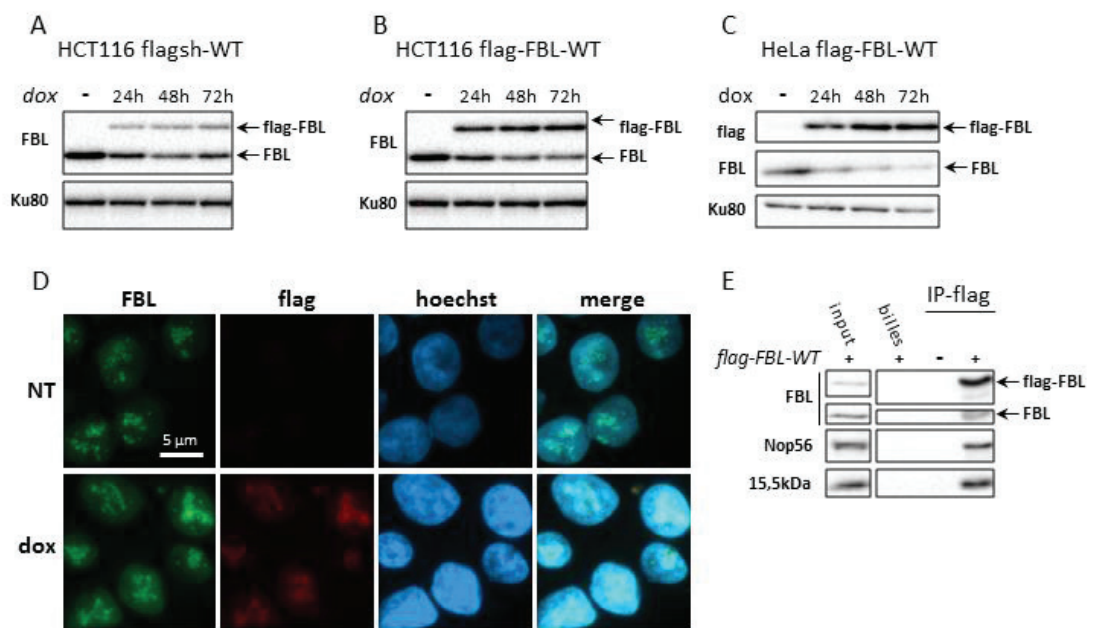 A
HCT116 flagsh-WT
dox - 24h 48h 72h
FBL
flag-FBL
FBL
Ku80
B
HCT116 flag-FBL-WT
dox - 24h 48h 72h
FBL
flag-FBL
FBL
Ku80
C
HeLa flag-FBL-WT
dox - 24h 48h 72h
flag
flag-FBL
FBL
FBL
Ku80
D
FBL flag hoechst merge
NT
5 µm
dox
E
IP-flag
input billes
flag-FBL-WT + + - +
FBL
flag-FBL
FBL
Nop56
15,5kDa